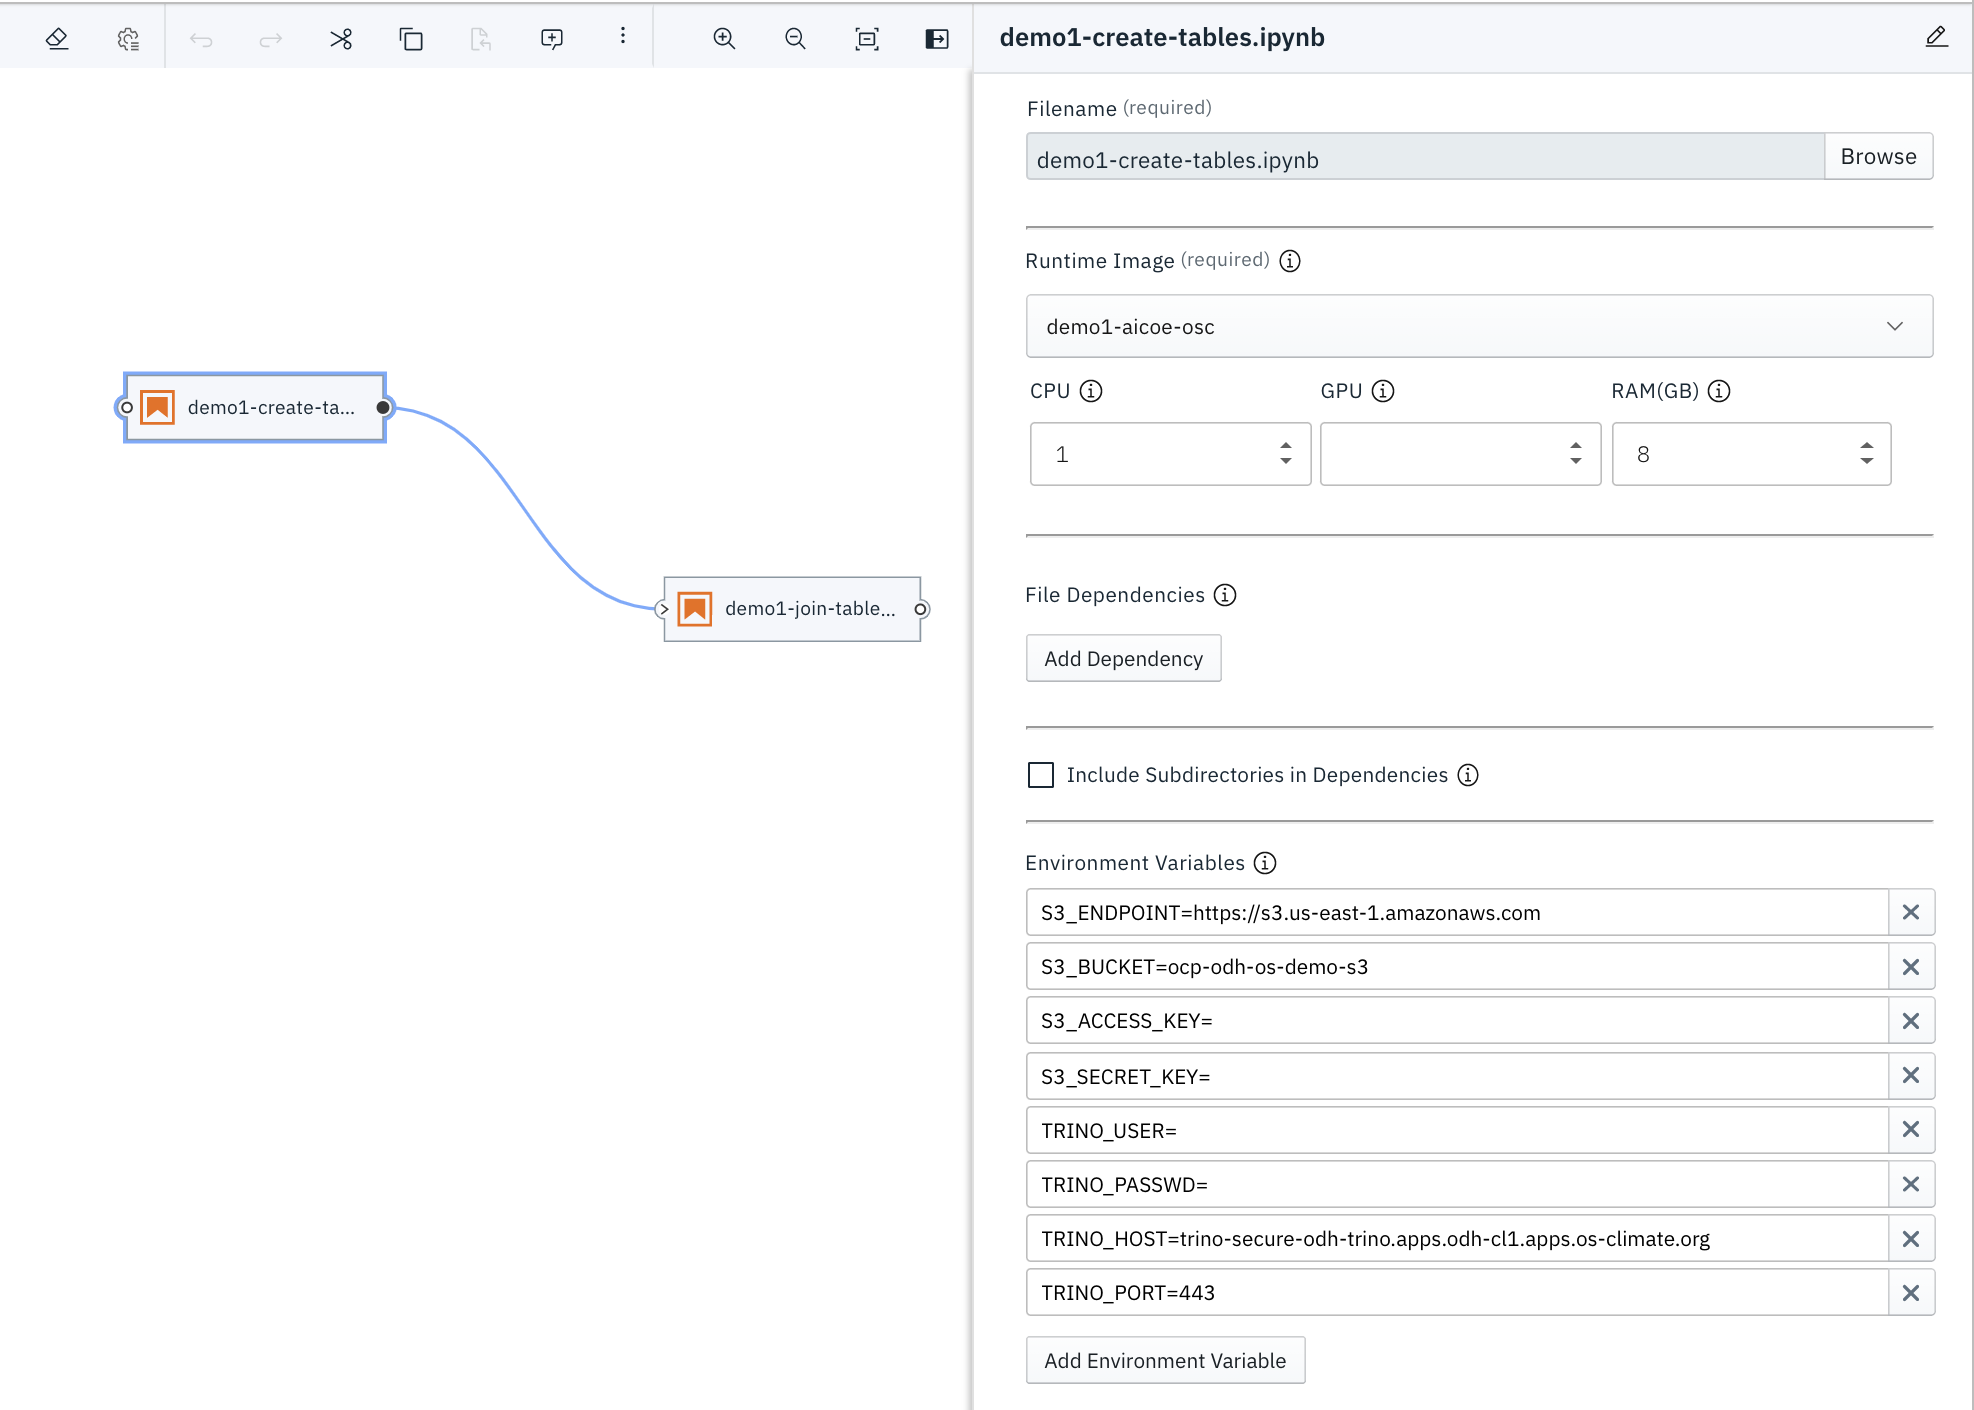 demo1-create-tables.ipynb
Filename (required)
demo1-create-tables.ipynb
Browse
Runtime Image (required)
demo1-aicoe-osc
CPU GPU RAM(GB)
1 8
File Dependencies
Add Dependency
Include Subdirectories in Dependencies
Environment Variables
S3_ENDPOINT=https://s3.us-east-1.amazonaws.com
S3_BUCKET=ocp-odh-os-demo-s3
S3_ACCESS_KEY=
S3_SECRET_KEY=
TRINO_USER=
TRINO_PASSWD=
TRINO_HOST=trino-secure-odh-trino.apps.odh-cl1.apps.os-climate.org
TRINO_PORT=443
Add Environment Variable
demo1-create-ta...
demo1-join-table...